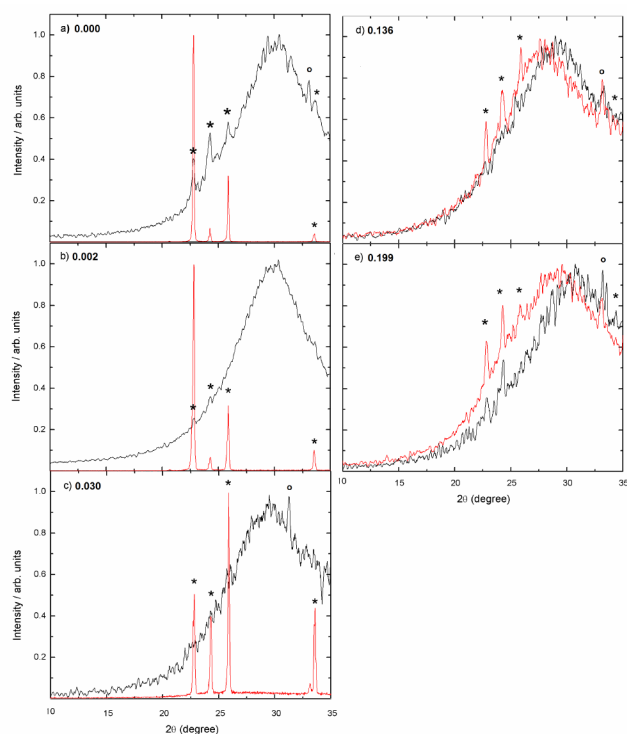 a) 0.000
Intensity / arb. units
1.0
0.8
0.6
0.4
0.2
o
*
*
*
*
*
b) 0.002
Intensity / arb. units
1.0
0.8
0.6
0.4
0.2
*
*
*
*
c) 0.030
Intensity / arb. units
1.0
0.8
0.6
0.4
0.2
*
*
*
o
*
10 15 20 25 30 35
2θ (degree)
d) 0.136
*
*
*
o
*
e) 0.199
*
*
*
o
*
10 15 20 25 30 35
2θ (degree)